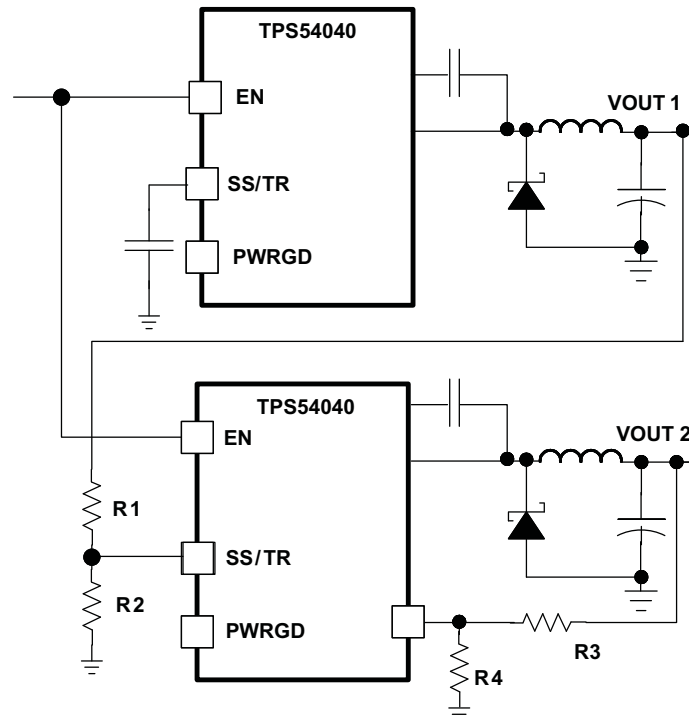 TPS54040
EN
VOUT 1
SS/TR
PWRGD
TPS54040
EN
VOUT 2
R1
SS/TR
R2
PWRGD
R3
R4